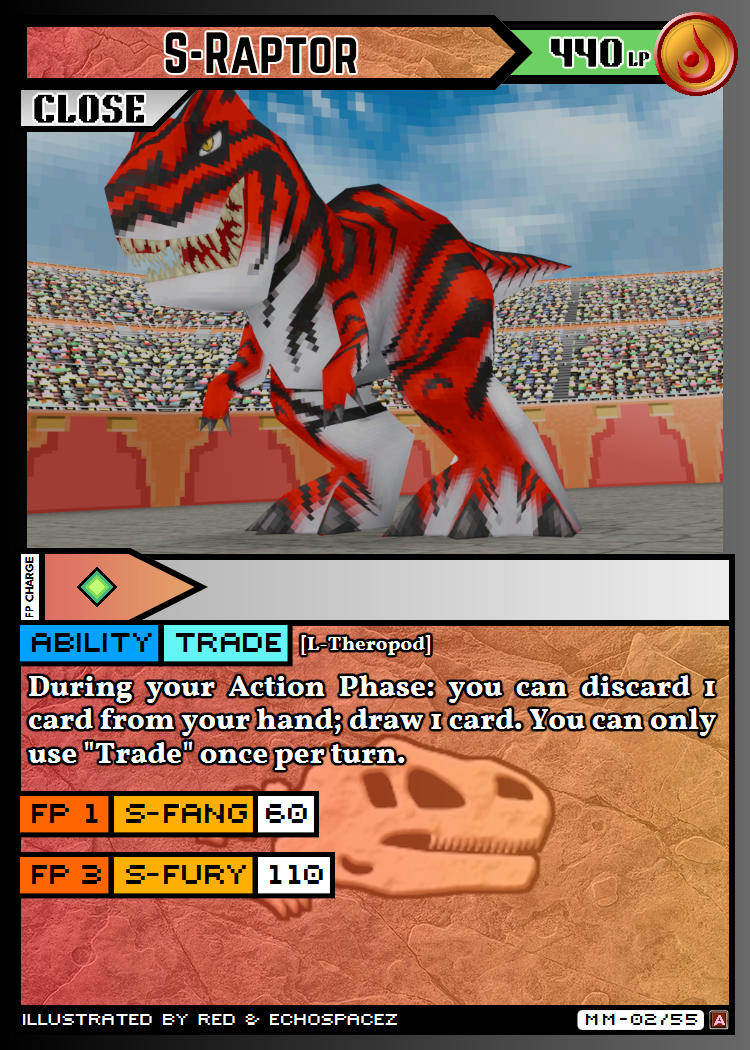 S-RAPTOR
440 LP
CLOSE
FP CHARGE
ABILITY TRADE [L-Theropod]
During your Action Phase: you can discard 1
card from your hand; draw 1 card. You can only
use "Trade" once per turn.
FP 1 S-FANG 60
FP 3 S-FURY 110
ILLUSTRATED BY RED & ECHOSPACEZ
MM-02/55 A